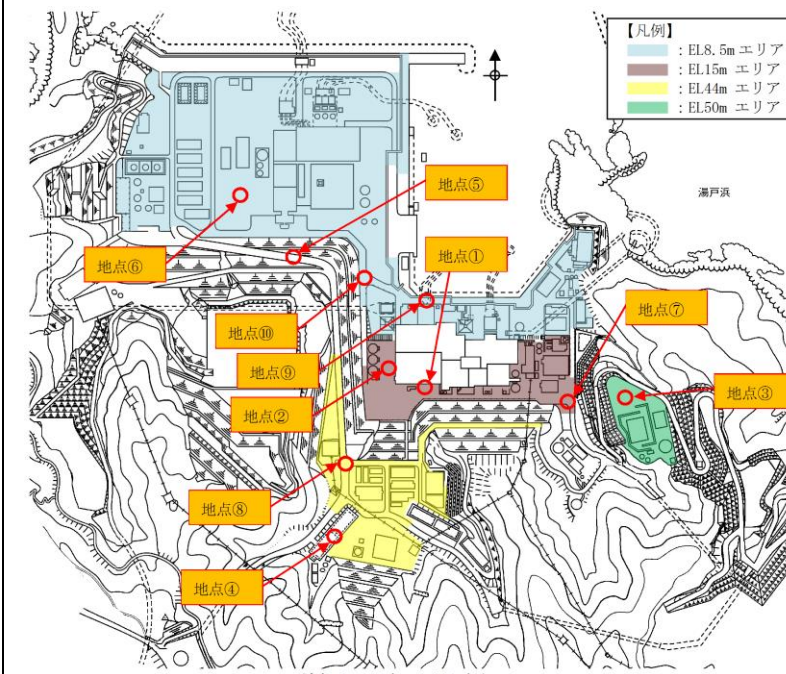 【凡例】
：EL8.5m エリア
：EL15m エリア
：EL44m エリア
：EL50m エリア
湯戸浜
地点⑤
地点①
地点⑥
地点⑩
地点⑦
地点⑨
地点②
地点③
地点⑧
地点④